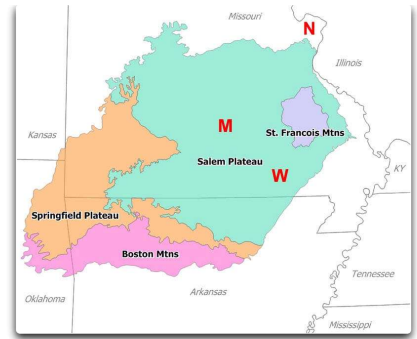 Missouri
N
Illinois
Kansas
M
St. Francois Mtns
Salem Plateau
KY
W
Springfield Plateau
Boston Mtns
Tennessee
Oklahoma
Arkansas
Mississippi